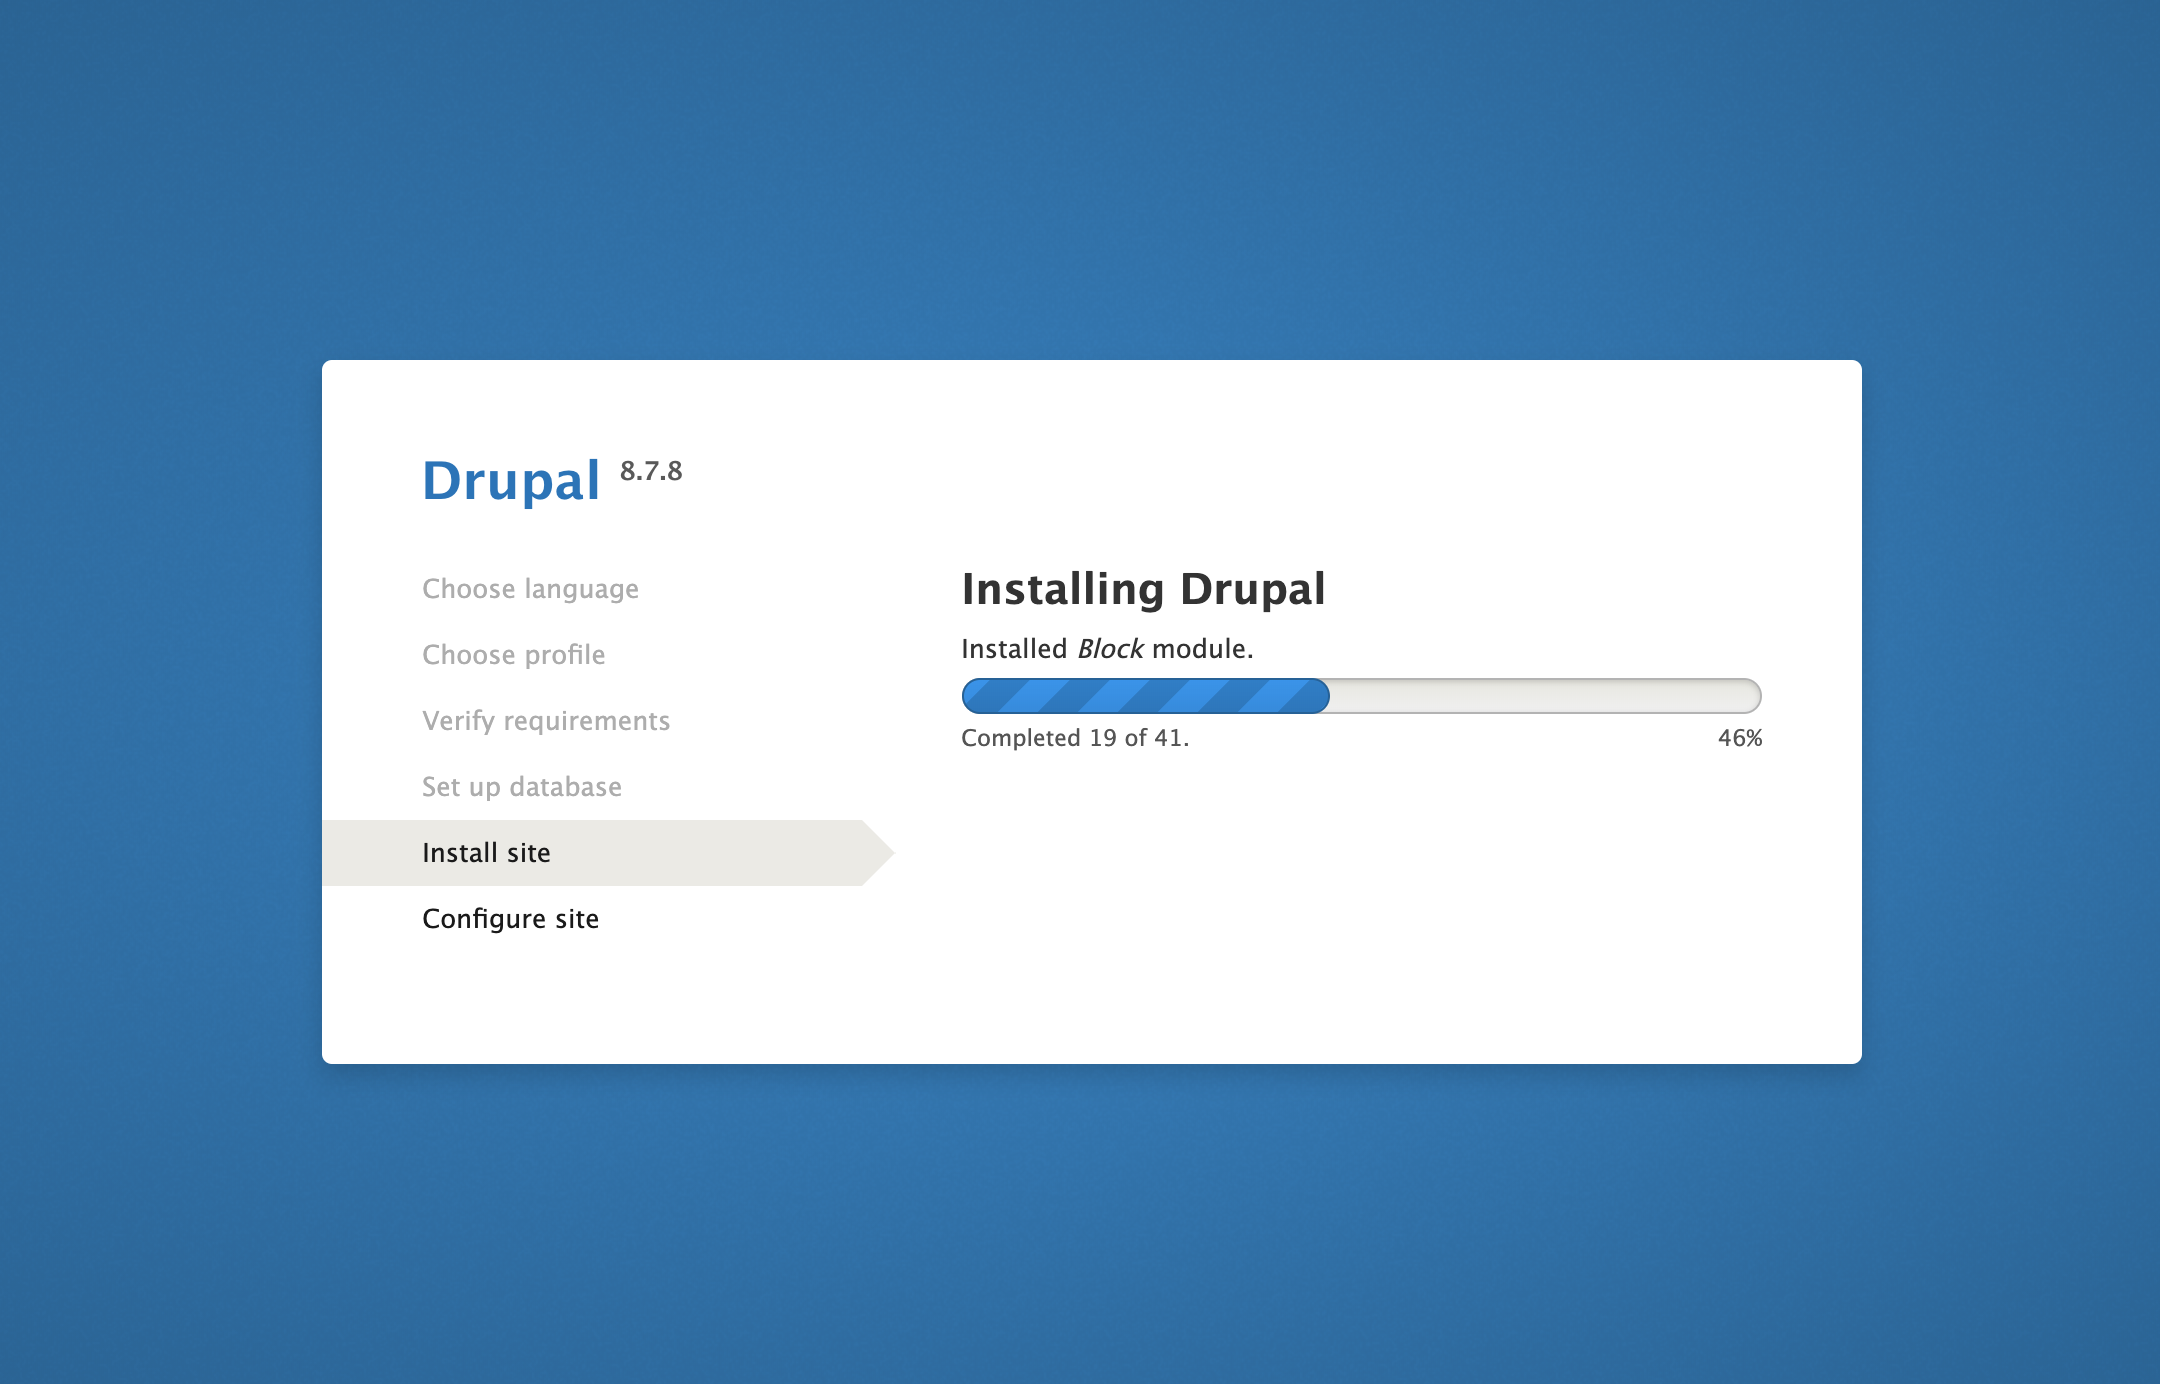 Drupal 8.7.8
Choose language
Choose profile
Verify requirements
Set up database
Install site
Configure site
Installing Drupal
Installed Block module.
Completed 19 of 41. 46%